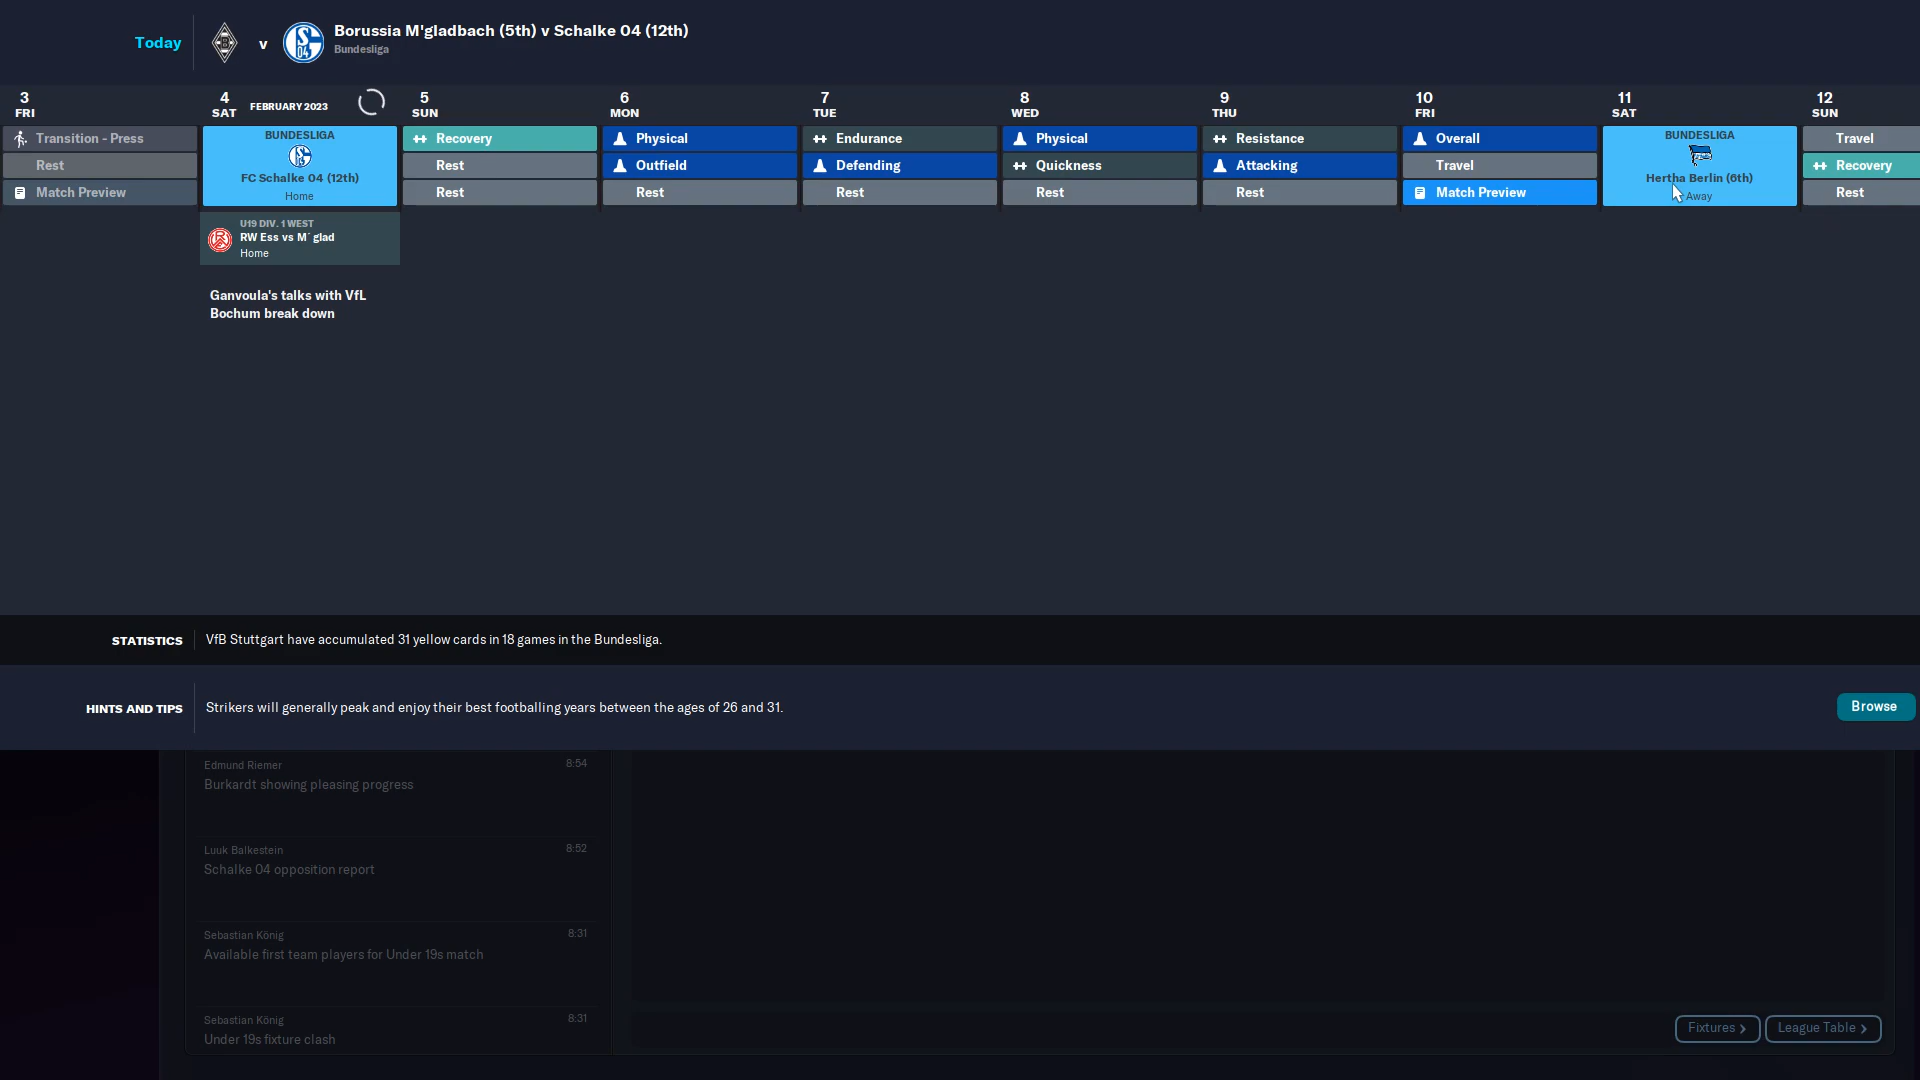 Today
v
Borussia M'gladbach (5th) v Schalke 04 (12th)
Bundesliga
3
FRI
Transition - Press
Rest
Match Preview
4
SAT
FEBRUARY 2023
BUNDESLIGA
FC Schalke 04 (12th)
Home
U19 DIV. 1 WEST
RW Ess vs M´ glad
Home
Ganvoula's talks with VfL
Bochum break down
5
SUN
Recovery
Rest
Rest
6
MON
Physical
Outfield
Rest
7
TUE
Endurance
Defending
Rest
8
WED
Physical
Quickness
Rest
9
THU
Resistance
Attacking
Rest
10
FRI
Overall
Travel
Match Preview
11
SAT
BUNDESLIGA
Hertha Berlin (6th)
Away
12
SUN
Travel
Recovery
Rest
STATISTICS
VfB Stuttgart have accumulated 31 yellow cards in 18 games in the Bundesliga.
HINTS AND TIPS
Strikers will generally peak and enjoy their best footballing years between the ages of 26 and 31.
Browse
Edmund Riemer
8:54
Burkardt showing pleasing progress
Luuk Balkestein
8:52
Schalke 04 opposition report
Sebastian König
8:31
Available first team players for Under 19s match
Sebastian König
8:31
Under 19s fixture clash
Fixtures
League Table